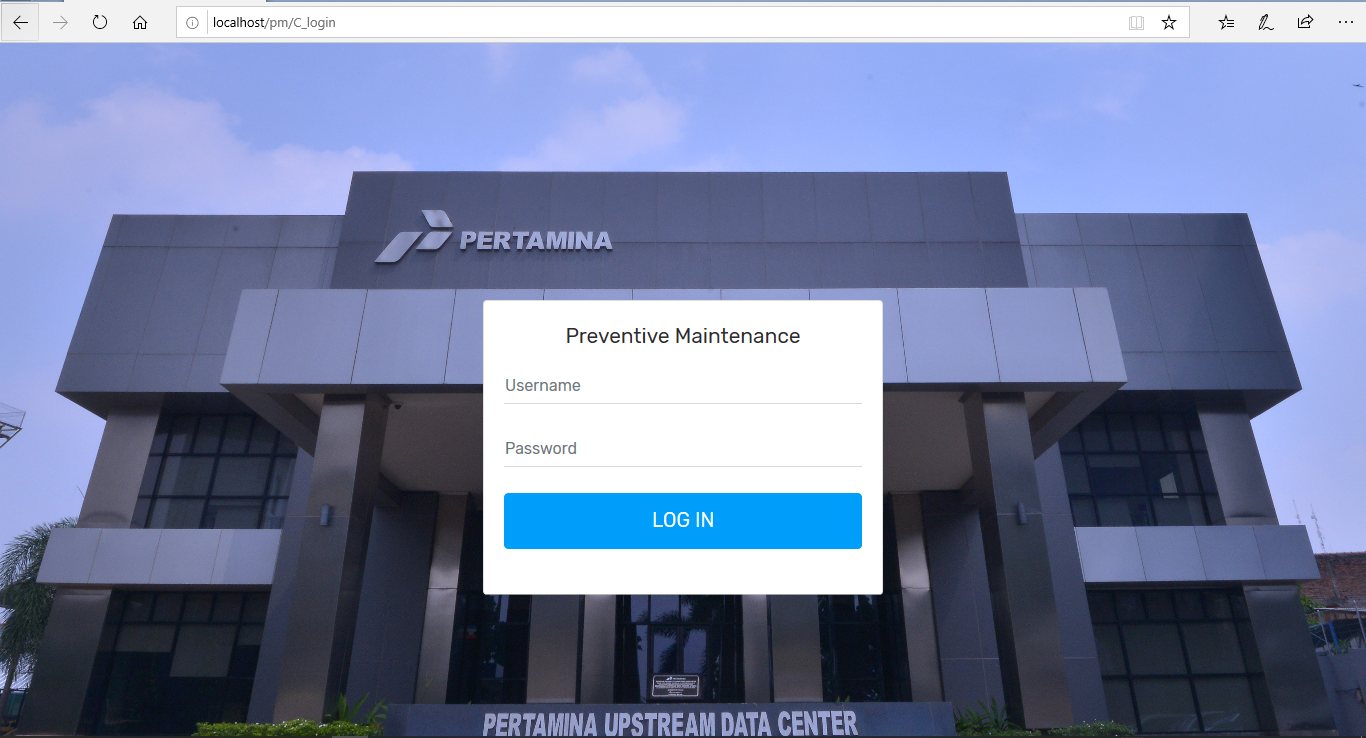 localhost/pm/C_login
PERTAMINA
Preventive Maintenance
Username
Password
LOG IN
PERTAMINA UPSTREAM DATA CENTER